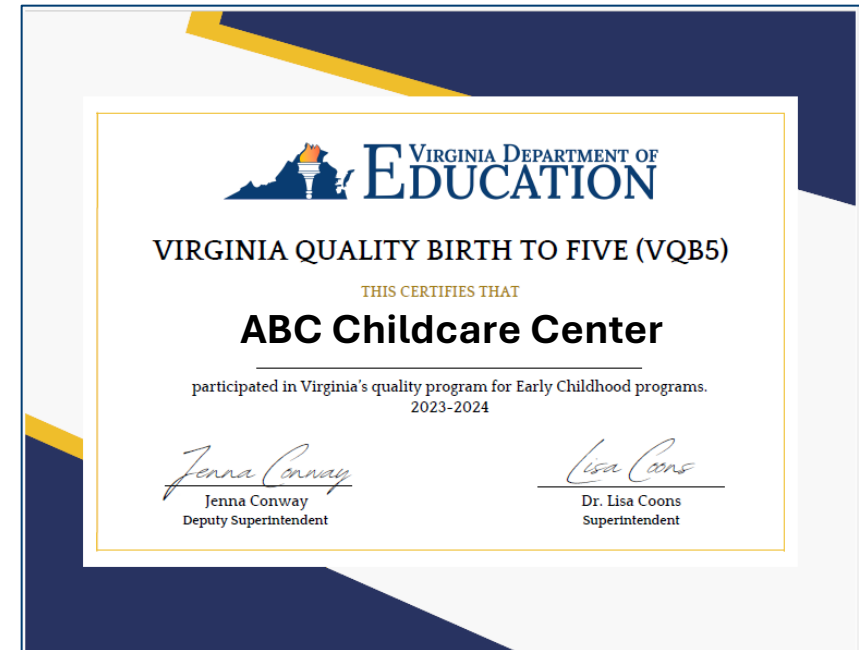 VIRGINIA DEPARTMENT OF
EDUCATION
VIRGINIA QUALITY BIRTH TO FIVE (VQB5)
THIS CERTIFIES THAT
ABC Childcare Center
participated in Virginia's quality program for Early Childhood programs.
2023-2024
Jenna Conway
Lisa Coons
Jenna Conway
Dr. Lisa Coons
Deputy Superintendent
Superintendent